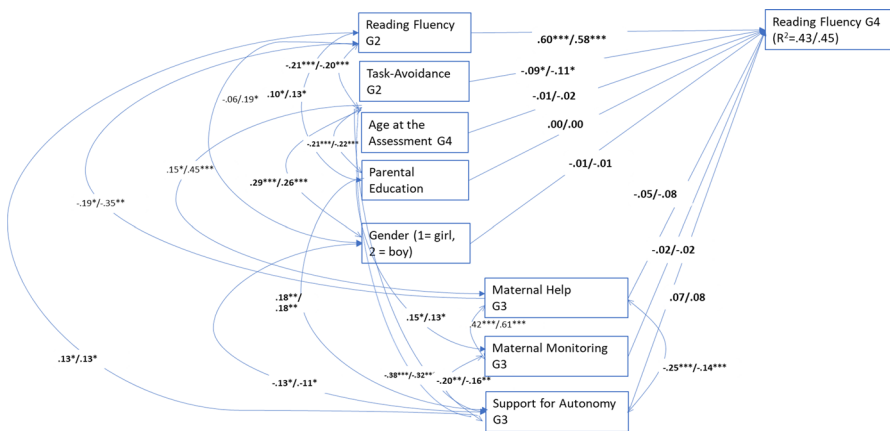 Reading Fluency
G2
.60***/.58***
Reading Fluency G4
(R²=.43/.45)
-.21***/-.20***
Task-Avoidance
G2
-.09*/-.11*
-.06/.19*
.10*/.13*
-.01/-.02
Age at the
Assessment G4
.00/.00
-.21***/-.22***
.15*/.45***
Parental
Education
-.01/-.01
.29***/.26***
-.19*/-.35**
-.05/-.08
Gender (1= girl,
2 = boy)
-.02/-.02
Maternal Help
G3
.18**/
.18**
.07/.08
.15*/.13*
.42***/.61***
Maternal Monitoring
G3
.13*/.13*
-.38***/-.32**
-.25***/-.14***
-.13*/-.11*
-.20**/-.16**
Support for Autonomy
G3